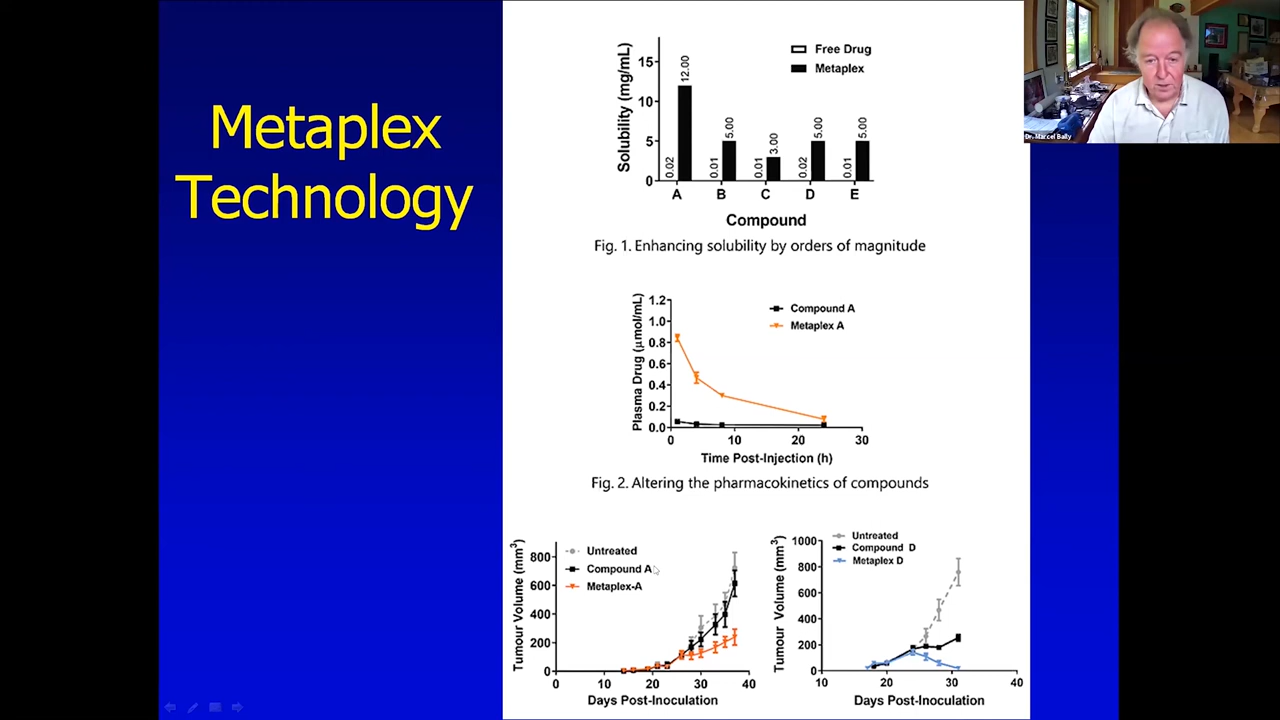 Metaplex
Technology
Dr. Marcel Bally
Solubility (mg/mL)
15
10
5
0
Free Drug
Metaplex
0.02
12.00
0.01
5.00
0.01
3.00
0.02
5.00
0.01
5.00
A B C D E
Compound
Fig. 1. Enhancing solubility by orders of magnitude
Plasma Drug (µmol/mL)
1.2
1.0
0.8
0.6
0.4
0.2
0.0
Compound A
Metaplex A
0 10 20 30
Time Post-Injection (h)
Fig. 2. Altering the pharmacokinetics of compounds
Tumour Volume (mm³)
800
600
400
200
0
Untreated
Compound A
Metaplex-A
0 10 20 30 40
Days Post-Inoculation
Tumour Volume (mm³)
1000
800
600
400
200
0
Untreated
Compound D
Metaplex D
10 20 30 40
Days Post-Inoculation